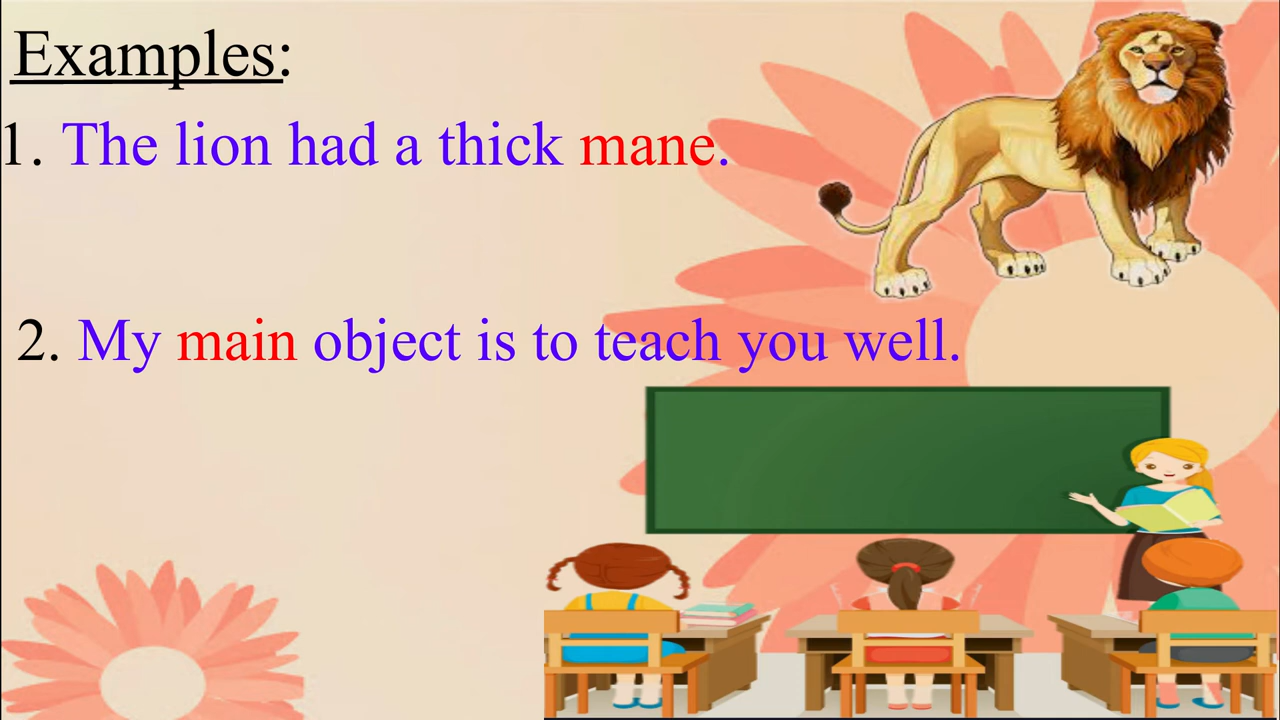 Examples:
1. The lion had a thick mane.
2. My main object is to teach you well.